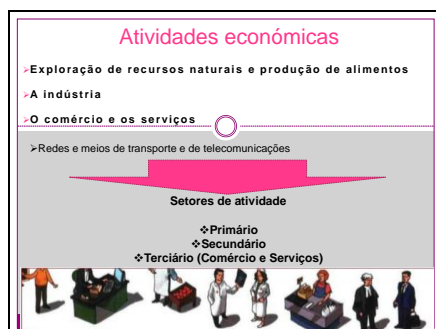 Atividades económicas
➢Exploração de recursos naturais e produção de alimentos
➢A indústria
➢O comércio e os serviços
➢Redes e meios de transporte e de telecomunicações
Setores de atividade
❖Primário
❖Secundário
❖Terciário (Comércio e Serviços)